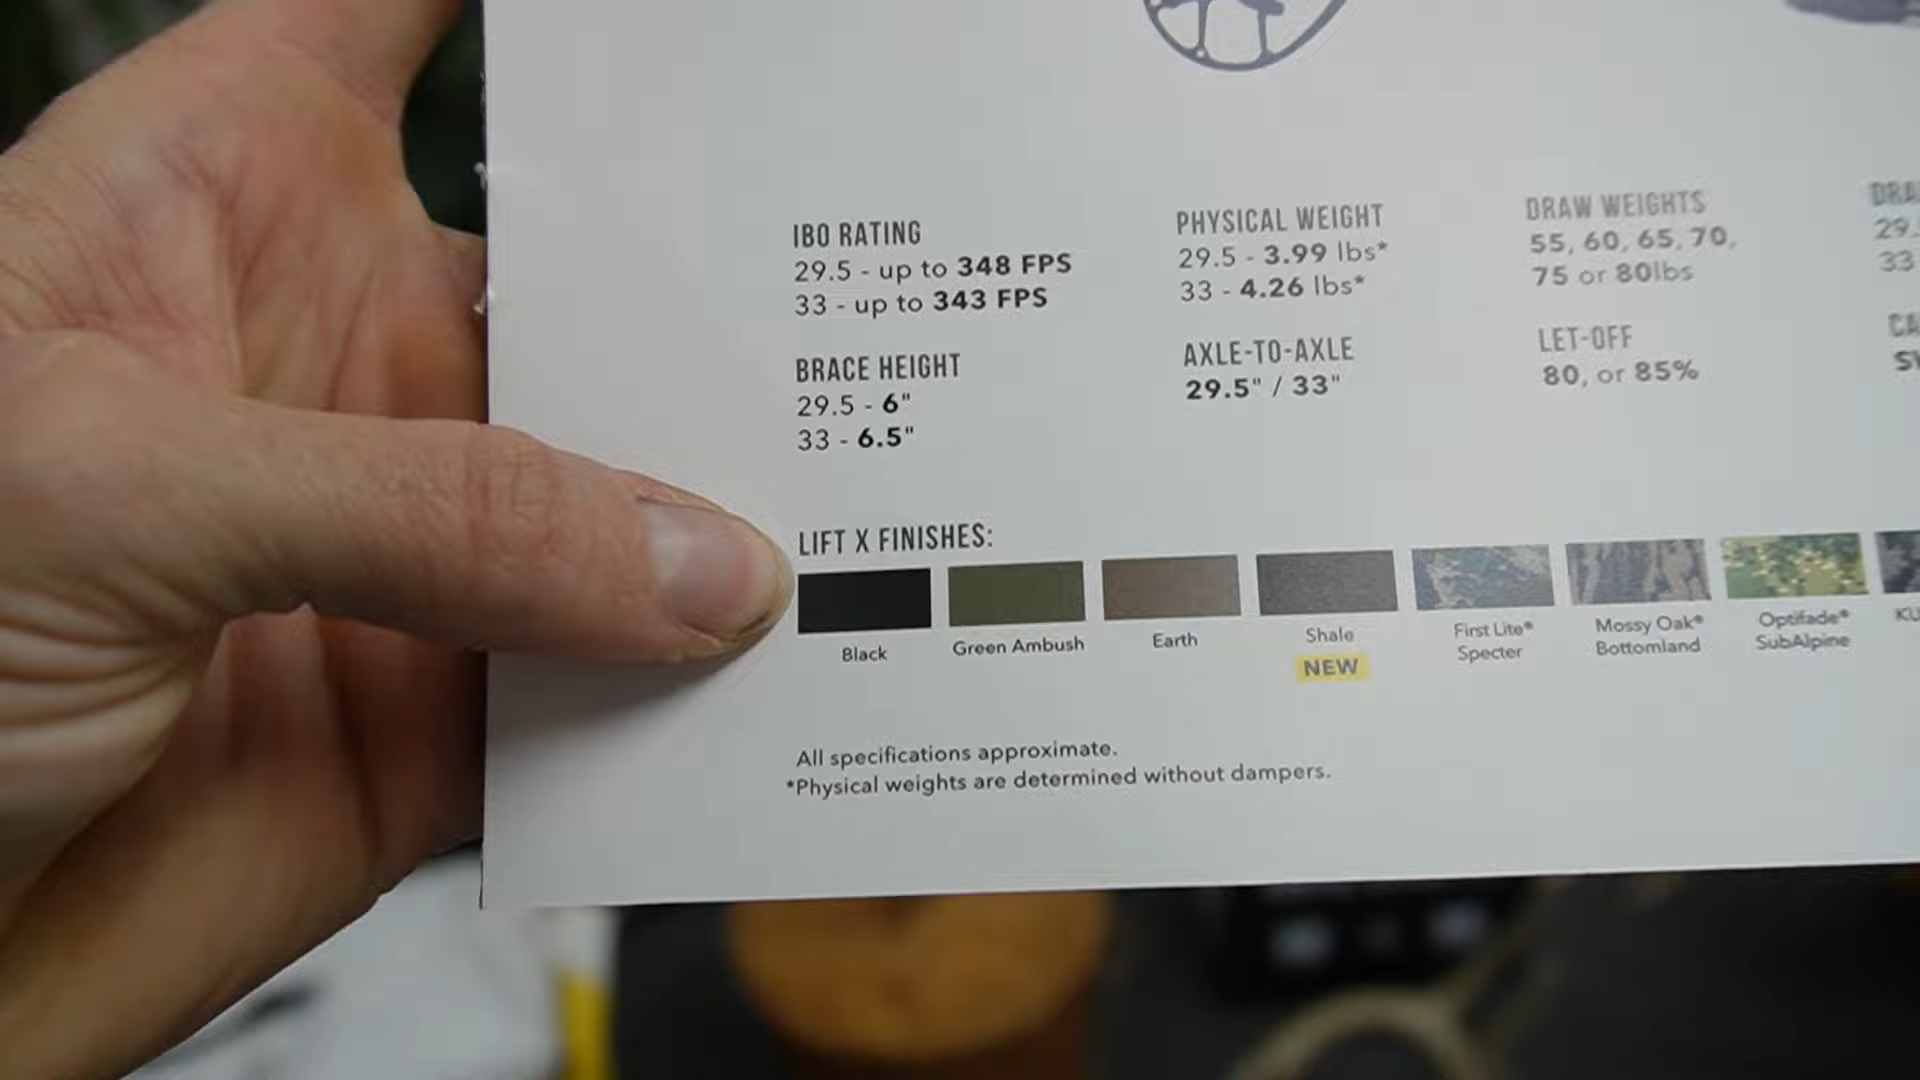 IBO RATING
29.5 - up to 348 FPS
33 - up to 343 FPS
BRACE HEIGHT
29.5 - 6"
33 - 6.5"
PHYSICAL WEIGHT
29.5 - 3.99 lbs*
33 - 4.26 lbs*
AXLE-TO-AXLE
29.5" / 33"
DRAW WEIGHTS
55, 60, 65, 70,
75 or 80lbs
LET-OFF
80, or 85%
29.
33
LIFT X FINISHES:
Black
Green Ambush
Earth
Shale
NEW
First Lite®
Specter
Mossy Oak®
Bottomland
Optifade®
SubAlpine
All specifications approximate.
*Physical weights are determined without dampers.